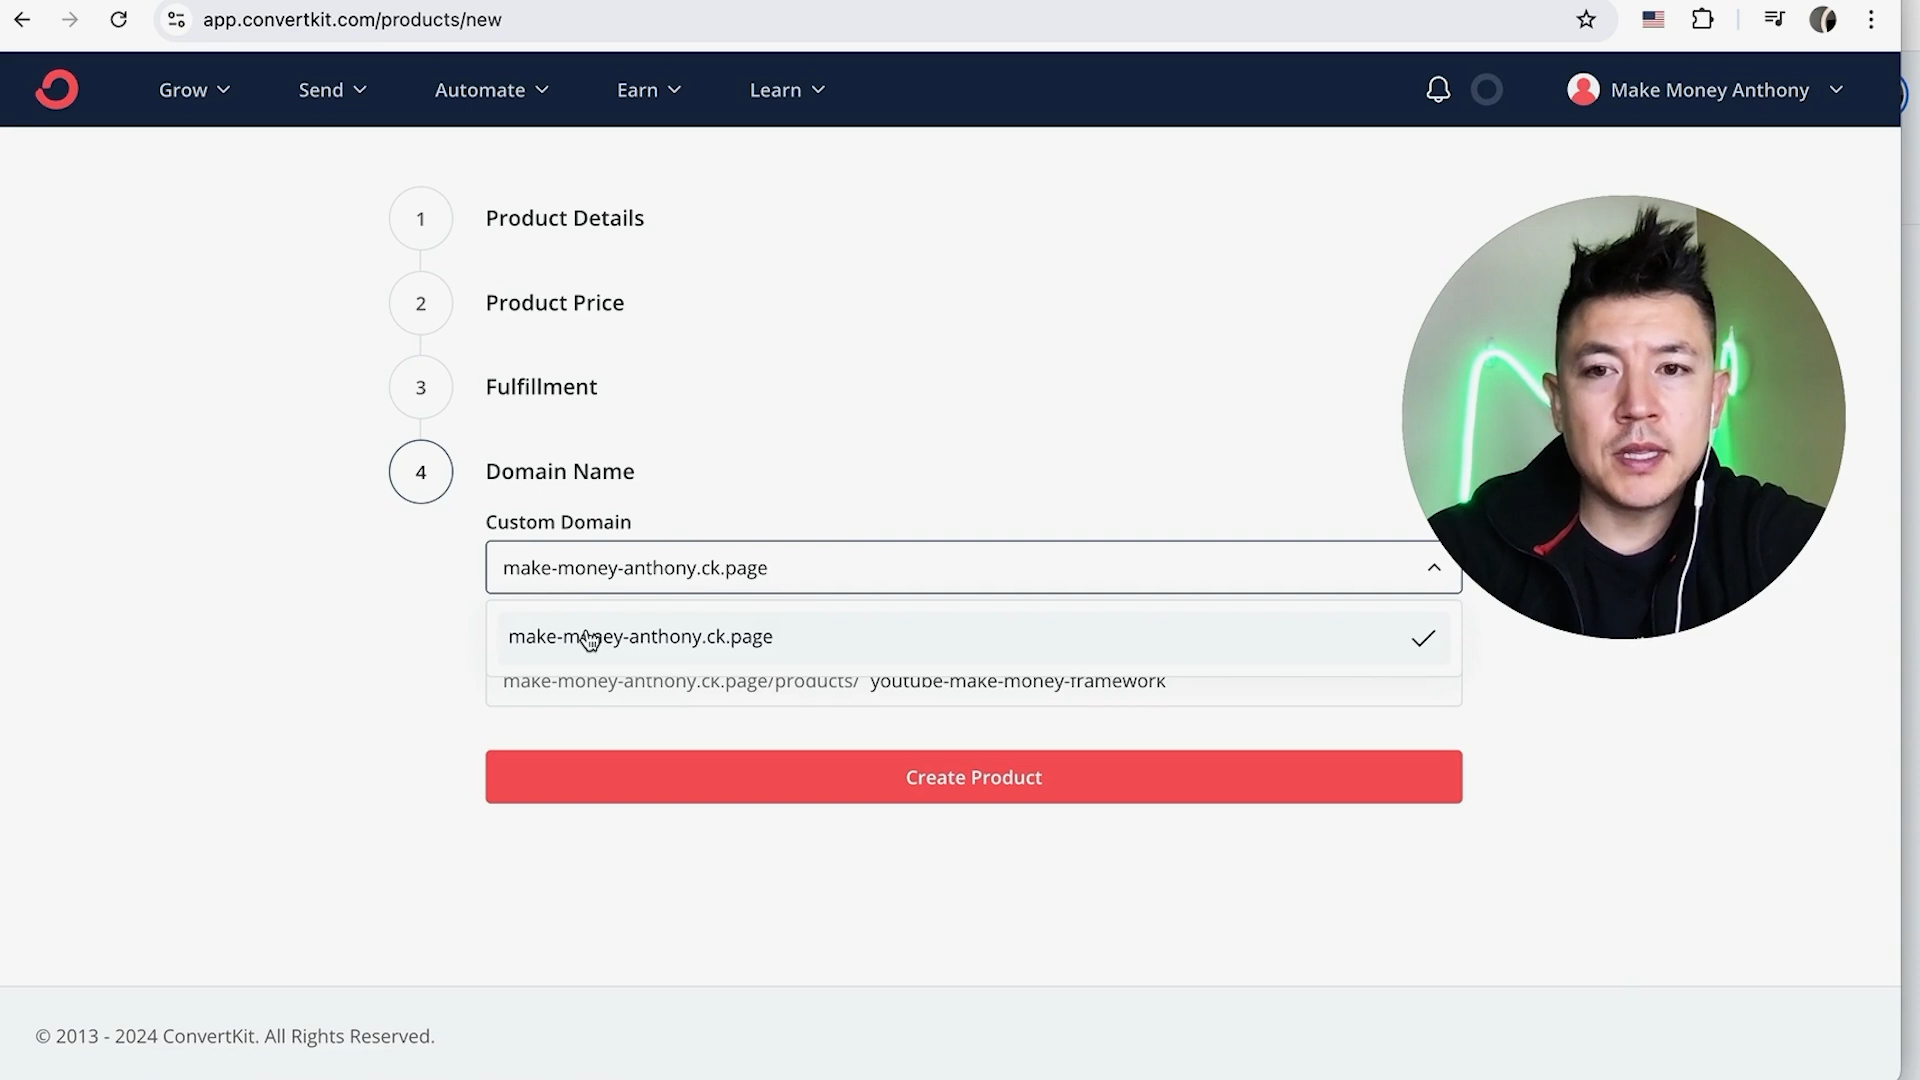 app.convertkit.com/products/new
Grow
Send
Automate
Earn
Learn
Make Money Anthony
1
Product Details
2
Product Price
3
Fulfillment
4
Domain Name
Custom Domain
make-money-anthony.ck.page
make-money-anthony.ck.page
make-money-anthony.ck.page/products/ youtube-make-money-framework
Create Product
© 2013 - 2024 ConvertKit. All Rights Reserved.